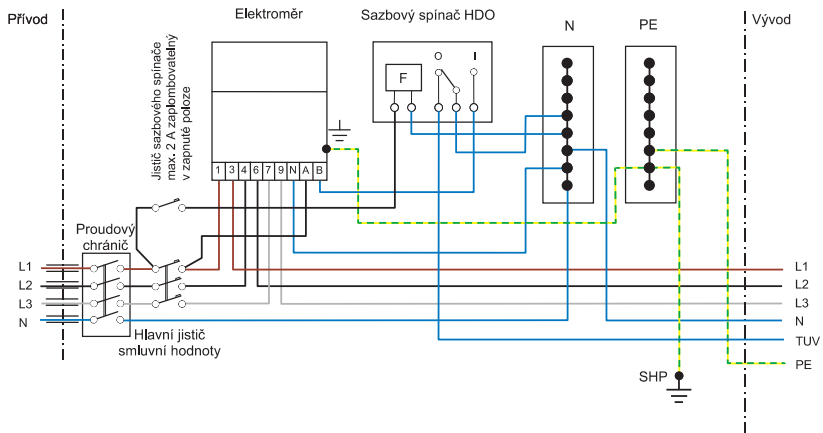 Přívod
Elektroměr
Sazbový spínač HDO
N
PE
Vývod
Jistič sazbového spínače
max. 2 A zaplombovatelný
v zapnuté poloze
F
O
I
1 3 4 6 7 9 N A B
Proudový
chránič
L1
L2
L3
N
Hlavní jistič
smluvní hodnoty
L1
L2
L3
N
TUV
PE
SHP